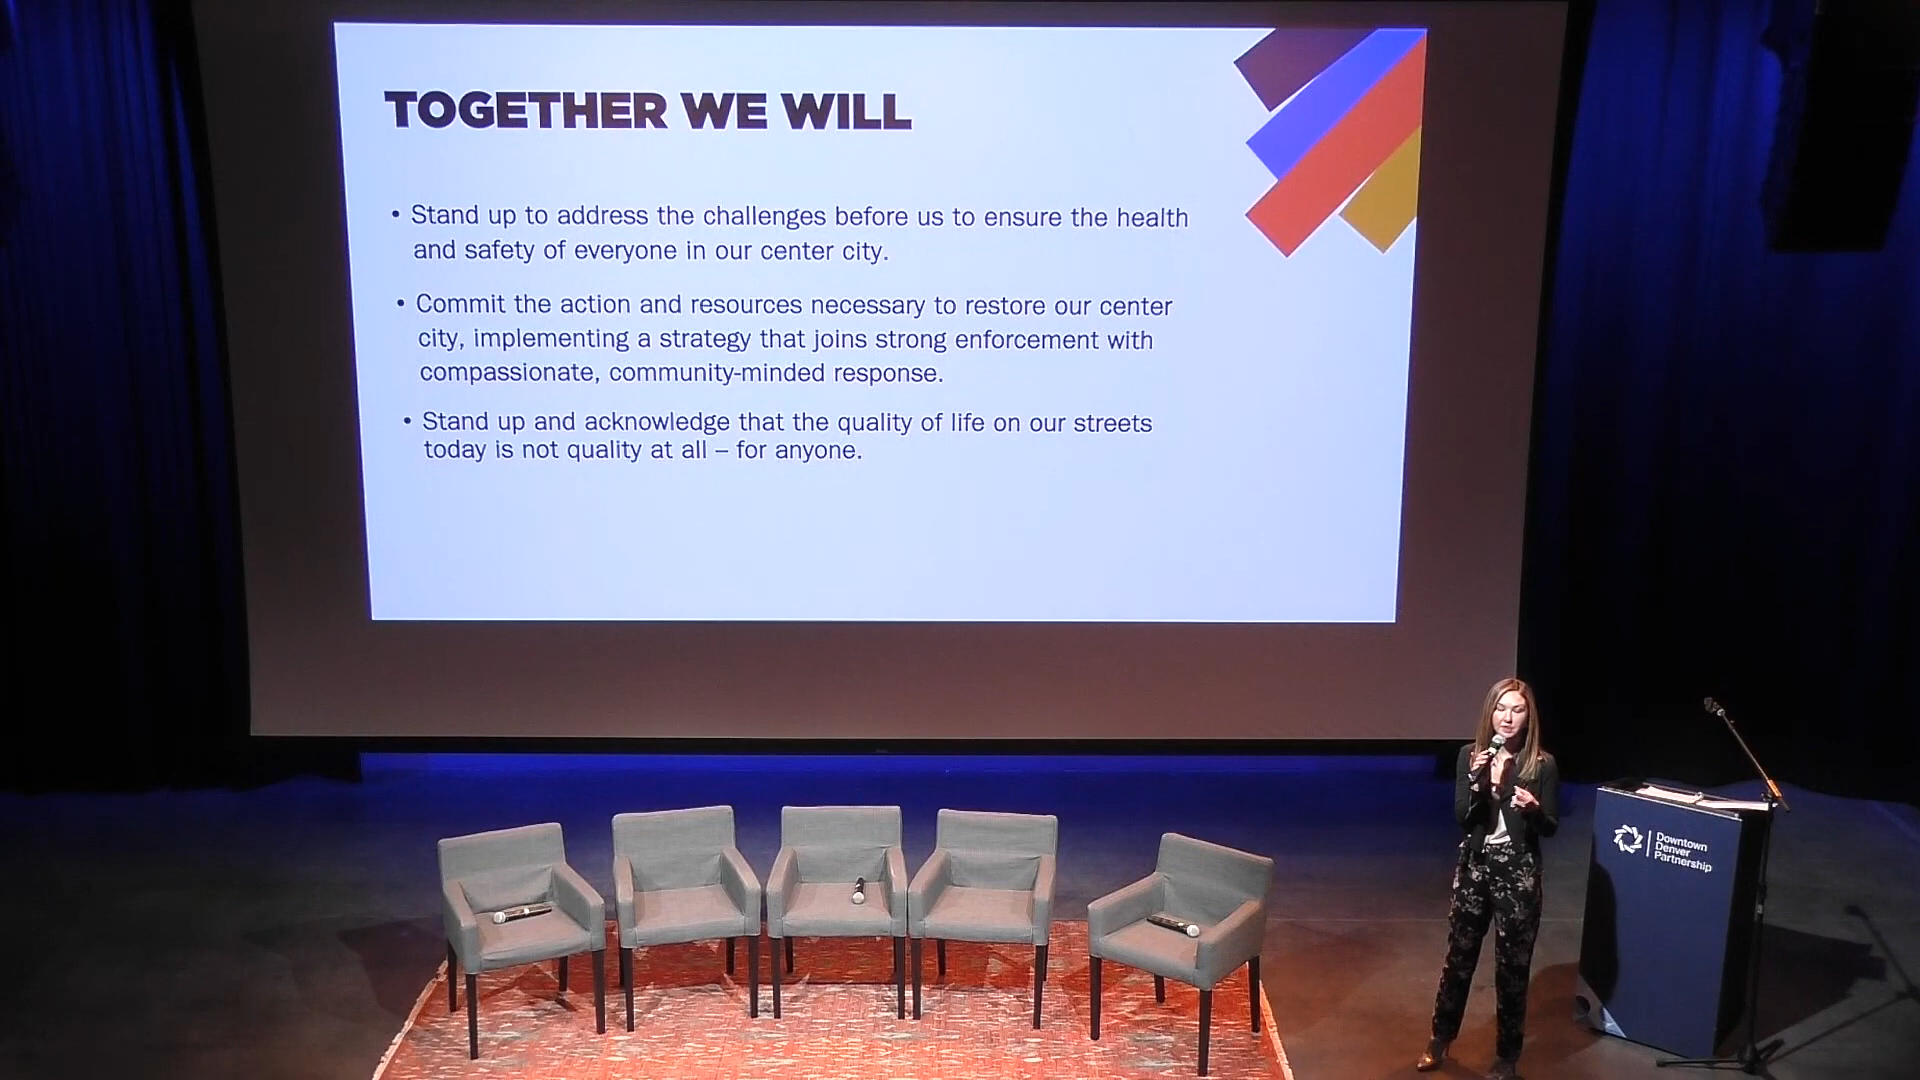 TOGETHER WE WILL
• Stand up to address the challenges before us to ensure the health
and safety of everyone in our center city.
• Commit the action and resources necessary to restore our center
city, implementing a strategy that joins strong enforcement with
compassionate, community-minded response.
• Stand up and acknowledge that the quality of life on our streets
today is not quality at all – for anyone.
Downtown
Denver
Partnership